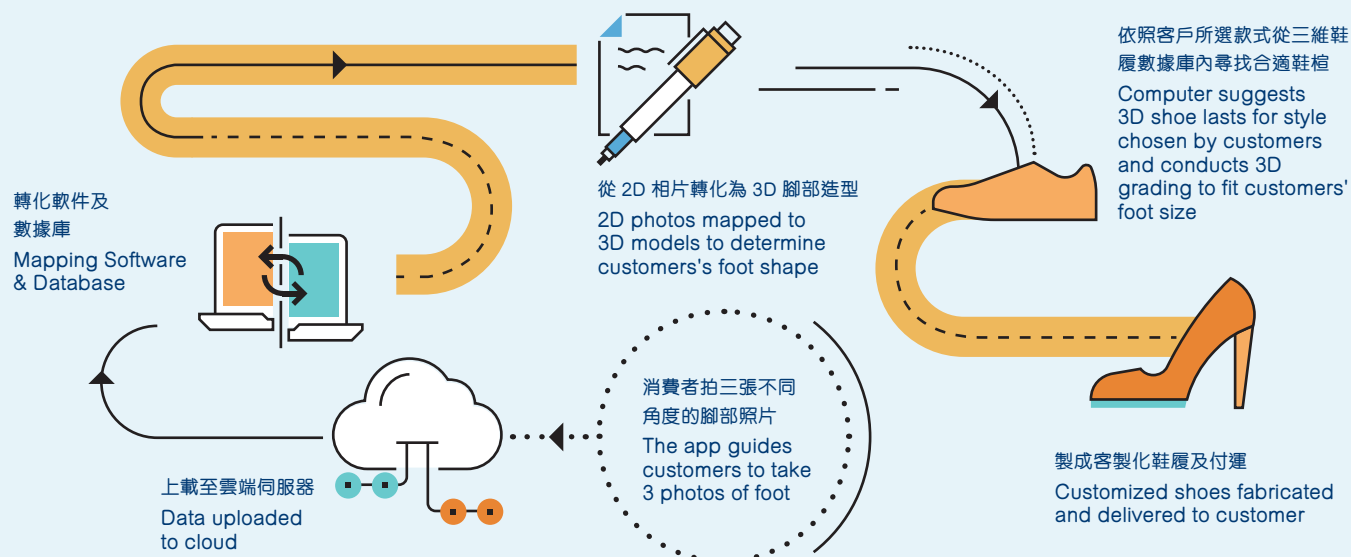 轉化軟件及
數據庫
Mapping Software
& Database
從 2D 相片轉化為 3D 腳部造型
2D photos mapped to
3D models to determine
customers's foot shape
依照客戶所選款式從三維鞋
履數據庫內尋找合適鞋楦
Computer suggests
3D shoe lasts for style
chosen by customers
and conducts 3D
grading to fit customers'
foot size
消費者拍三張不同
角度的腳部照片
The app guides
customers to take
3 photos of foot
上載至雲端伺服器
Data uploaded
to cloud
製成客製化鞋履及付運
Customized shoes fabricated
and delivered to customer